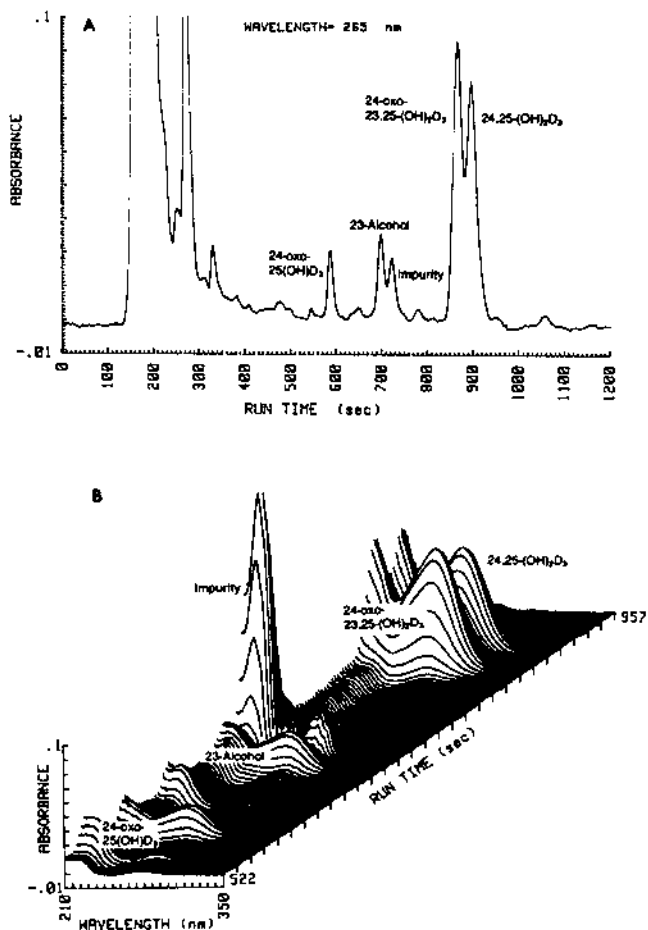 .1
A
WAVELENGTH= 265 nm
ABSORBANCE
24-oxo-
23,25-(OH)₂D₃
24,25-(OH)₂D₃
23-Alcohol
24-oxo-
25(OH)D₃
Impurity
-.01
0 100 200 300 400 500 600 700 800 900 1000 1100 1200
RUN TIME (sec)
B
Impurity
24,25-(OH)₂D₃
24-oxo-
23,25-(OH)₂D₃
957
23-Alcohol
.1
ABSORBANCE
RUN TIME (sec)
24-oxo-
25(OH)D₃
-.01
522
210 350
WAVELENGTH (nm)